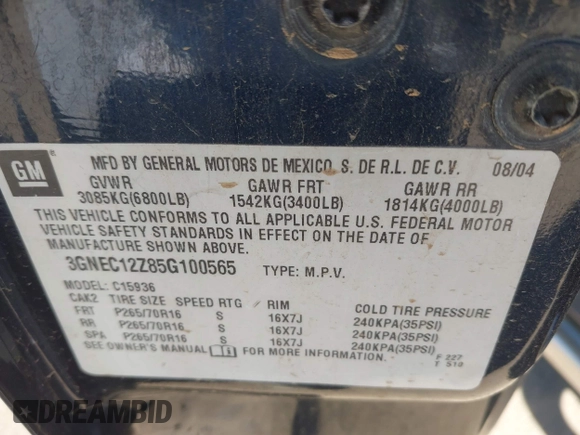 GM
MFD BY GENERAL MOTORS DE MEXICO, S. DE R.L. DE C.V. 08/04
GVWR GAWR FRT GAWR RR
3085KG(6800LB) 1542KG(3400LB) 1814KG(4000LB)
THIS VEHICLE CONFORMS TO ALL APPLICABLE U.S. FEDERAL MOTOR
VEHICLE SAFETY STANDARDS IN EFFECT ON THE DATE OF
MANUFACTURE SHOWN ABOVE.
3GNEC12Z85G100565 TYPE: M.P.V.
MODEL: C15936
CAK2 TIRE SIZE SPEED RTG RIM COLD TIRE PRESSURE
FRT P265/70R16 S 16X7J 240KPA(35PSI)
RR P265/70R16 S 16X7J 240KPA(35PSI)
SPA P265/70R16 S 16X7J 240KPA(35PSI)
SEE OWNER'S MANUAL FOR MORE INFORMATION.
F 227
T 510
DREAMBID